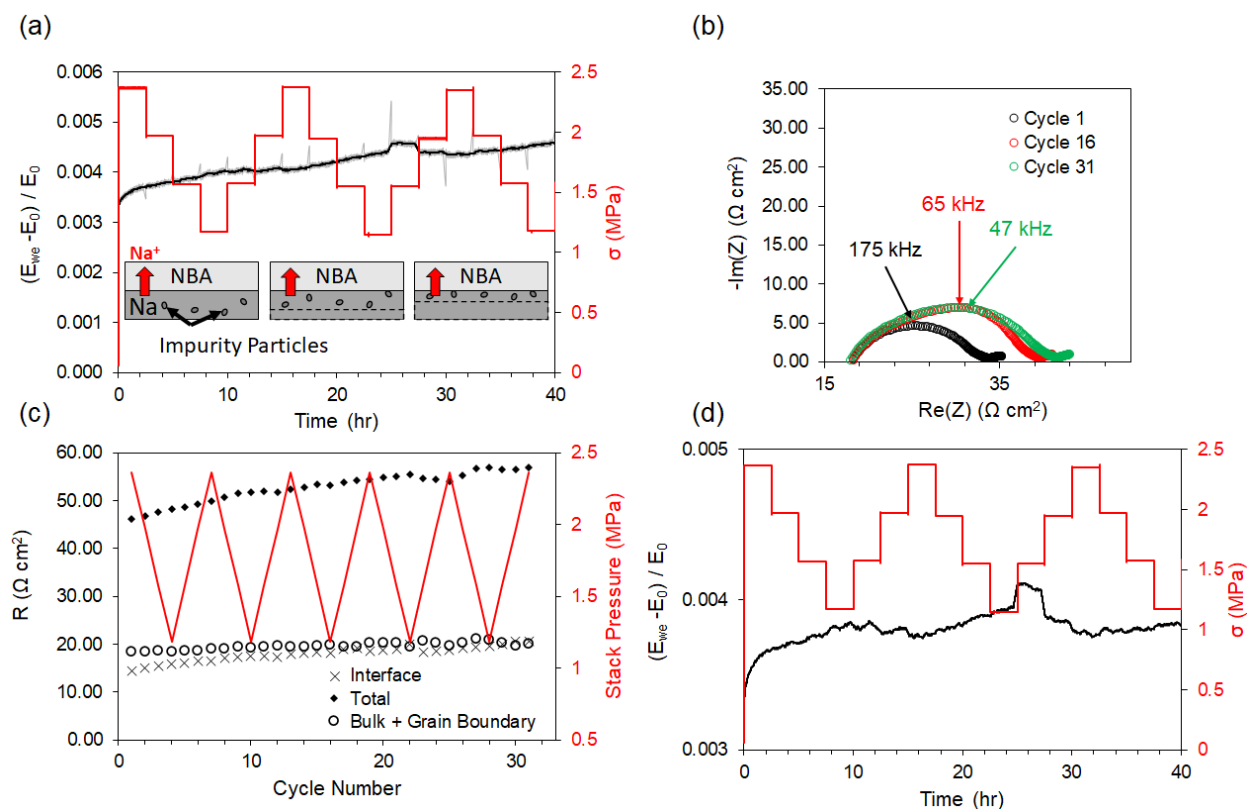 (a)
(E_we -E_0) / E_0
0.006
0.005
0.004
0.003
0.002
0.001
0.000
2.5
2
1.5
1
0.5
0
σ (MPa)
Na⁺
NBA
NBA
NBA
Na
Impurity Particles
0
10
20
30
40
Time (hr)
(b)
-Im(Z) (Ω cm²)
35.00
30.00
25.00
20.00
15.00
10.00
5.00
0.00
Cycle 1
Cycle 16
Cycle 31
65 kHz
47 kHz
175 kHz
15
35
Re(Z) (Ω cm²)
(c)
R (Ω cm²)
60.00
50.00
40.00
30.00
20.00
10.00
0.00
2.5
2
1.5
1
0.5
Stack Pressure (MPa)
Interface
Total
Bulk + Grain Boundary
0
10
20
30
Cycle Number
(d)
(E_we -E_0) / E_0
0.005
0.004
0.003
2.5
2
1.5
1
0.5
0
σ (MPa)
0
10
20
30
40
Time (hr)